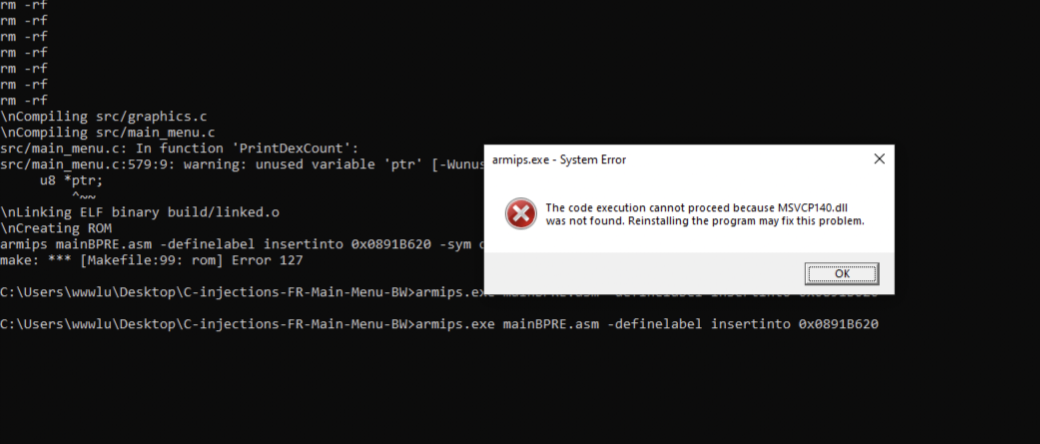 rm -rf
rm -rf
rm -rf
rm -rf
rm -rf
rm -rf
rm -rf
\nCompiling src/graphics.c
\nCompiling src/main_menu.c
src/main_menu.c: In function 'PrintDexCount':
src/main_menu.c:579:9: warning: unused variable 'ptr' [-Wunus
u8 *ptr;
^~~
\nLinking ELF binary build/linked.o
\nCreating ROM
armips mainBPRE.asm -definelabel insertinto 0x0891B620 -sym
make: *** [Makefile:99: rom] Error 127
C:\Users\wwwlu\Desktop\C-injections-FR-Main-Menu-BW>armips.exe mainBPRE.asm -definelabel insertinto 0x0891B620
C:\Users\wwwlu\Desktop\C-injections-FR-Main-Menu-BW>armips.exe mainBPRE.asm -definelabel insertinto 0x0891B620
armips.exe - System Error
The code execution cannot proceed because MSVCP140.dll
was not found. Reinstalling the program may fix this problem.
OK